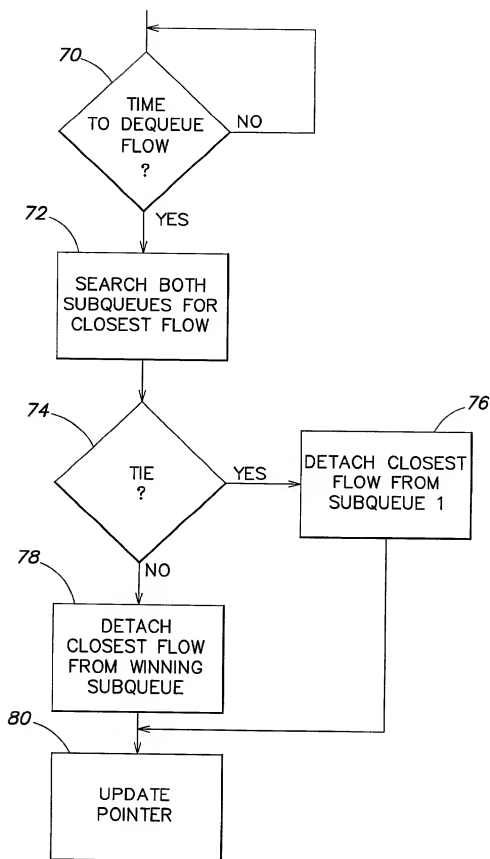 70
TIME
TO DEQUEUE
FLOW
?
NO
YES
72
SEARCH BOTH
SUBQUEUES FOR
CLOSEST FLOW
74
TIE
?
YES
76
DETACH CLOSEST
FLOW FROM
SUBQUEUE 1
NO
78
DETACH
CLOSEST FLOW
FROM WINNING
SUBQUEUE
80
UPDATE
POINTER